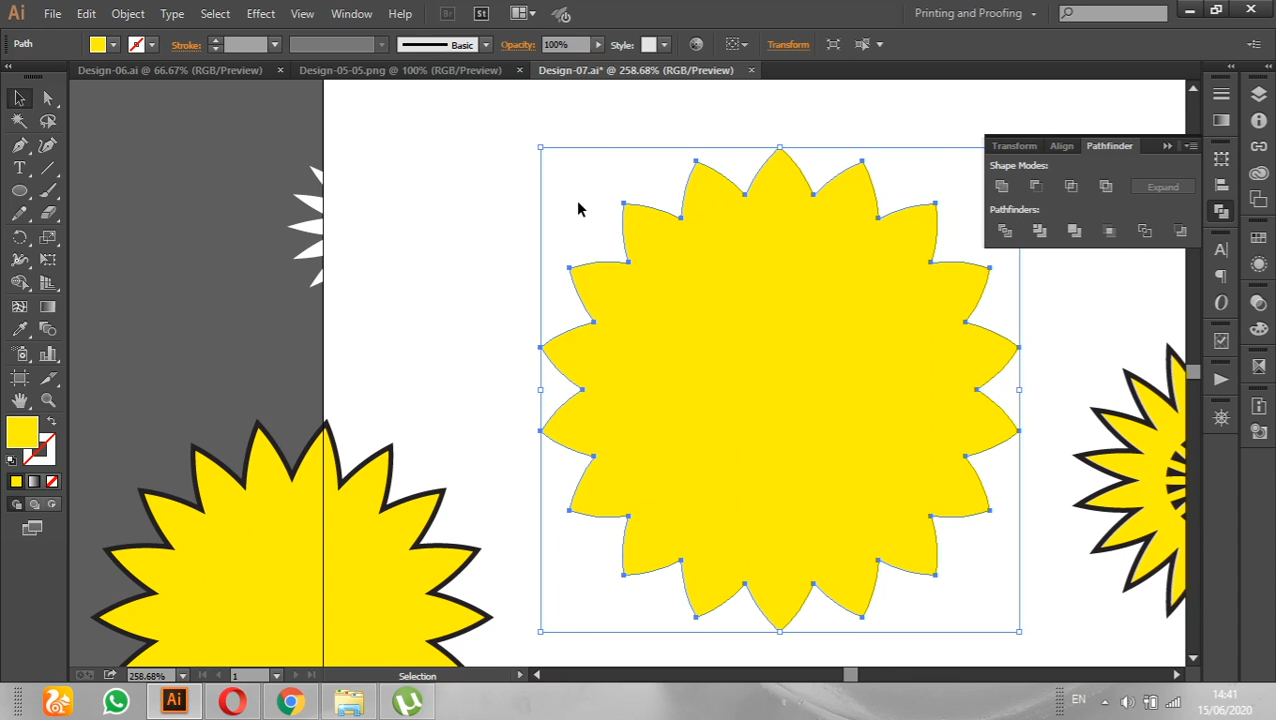 Ai File Edit Object Type Select Effect View Window Help Br St Printing and Proofing
Path Stroke: Basic Opacity: 100% Style: Transform
Design-06.ai @ 66.67% (RGB/Preview) × Design-05-05.png @ 100% (RGB/Preview) × Design-07.ai* @ 258.68% (RGB/Preview) ×
Transform Align Pathfinder
Shape Modes:
Expand
Pathfinders:
258.68% 1 Selection
Ai
EN 14:41
15/06/2020